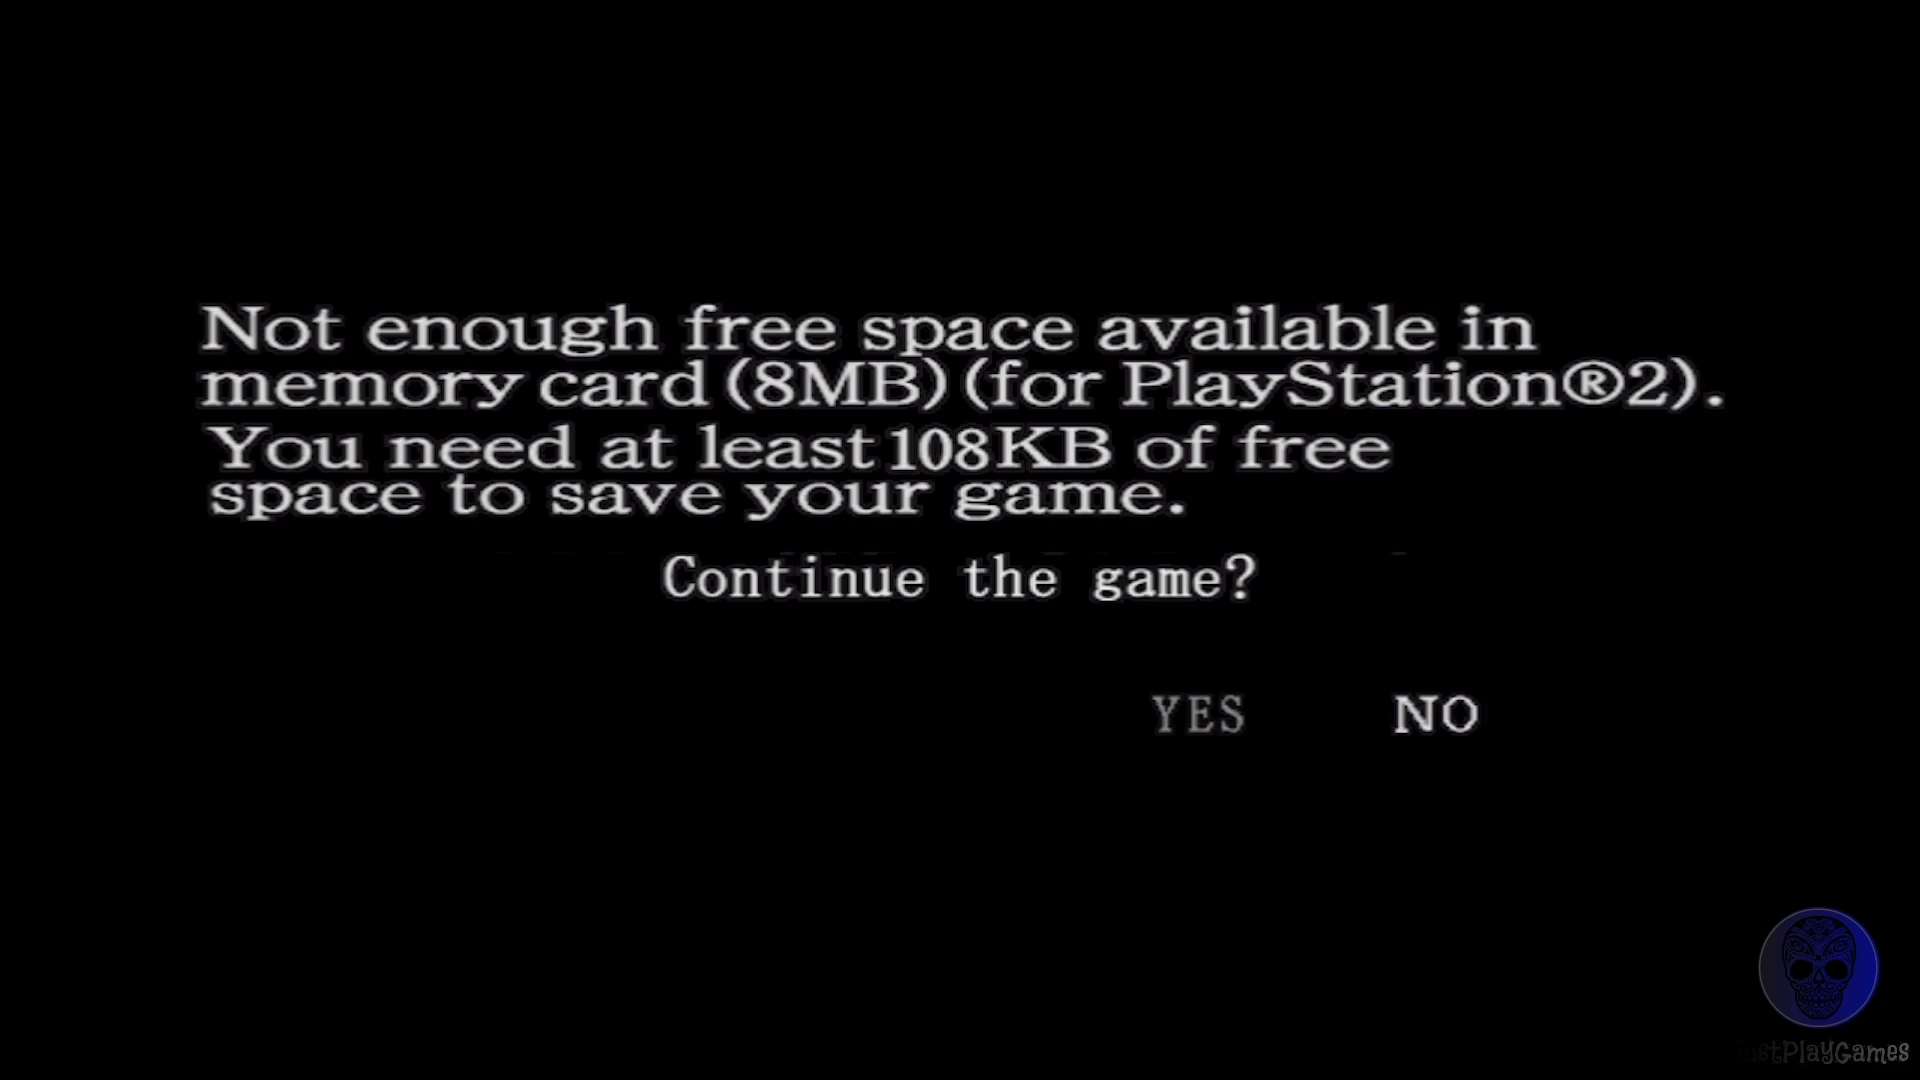 Not enough free space available in
memory card (8MB) (for PlayStation®2).
You need at least 108KB of free
space to save your game.
Continue the game?
YES NO
JustPlayGames